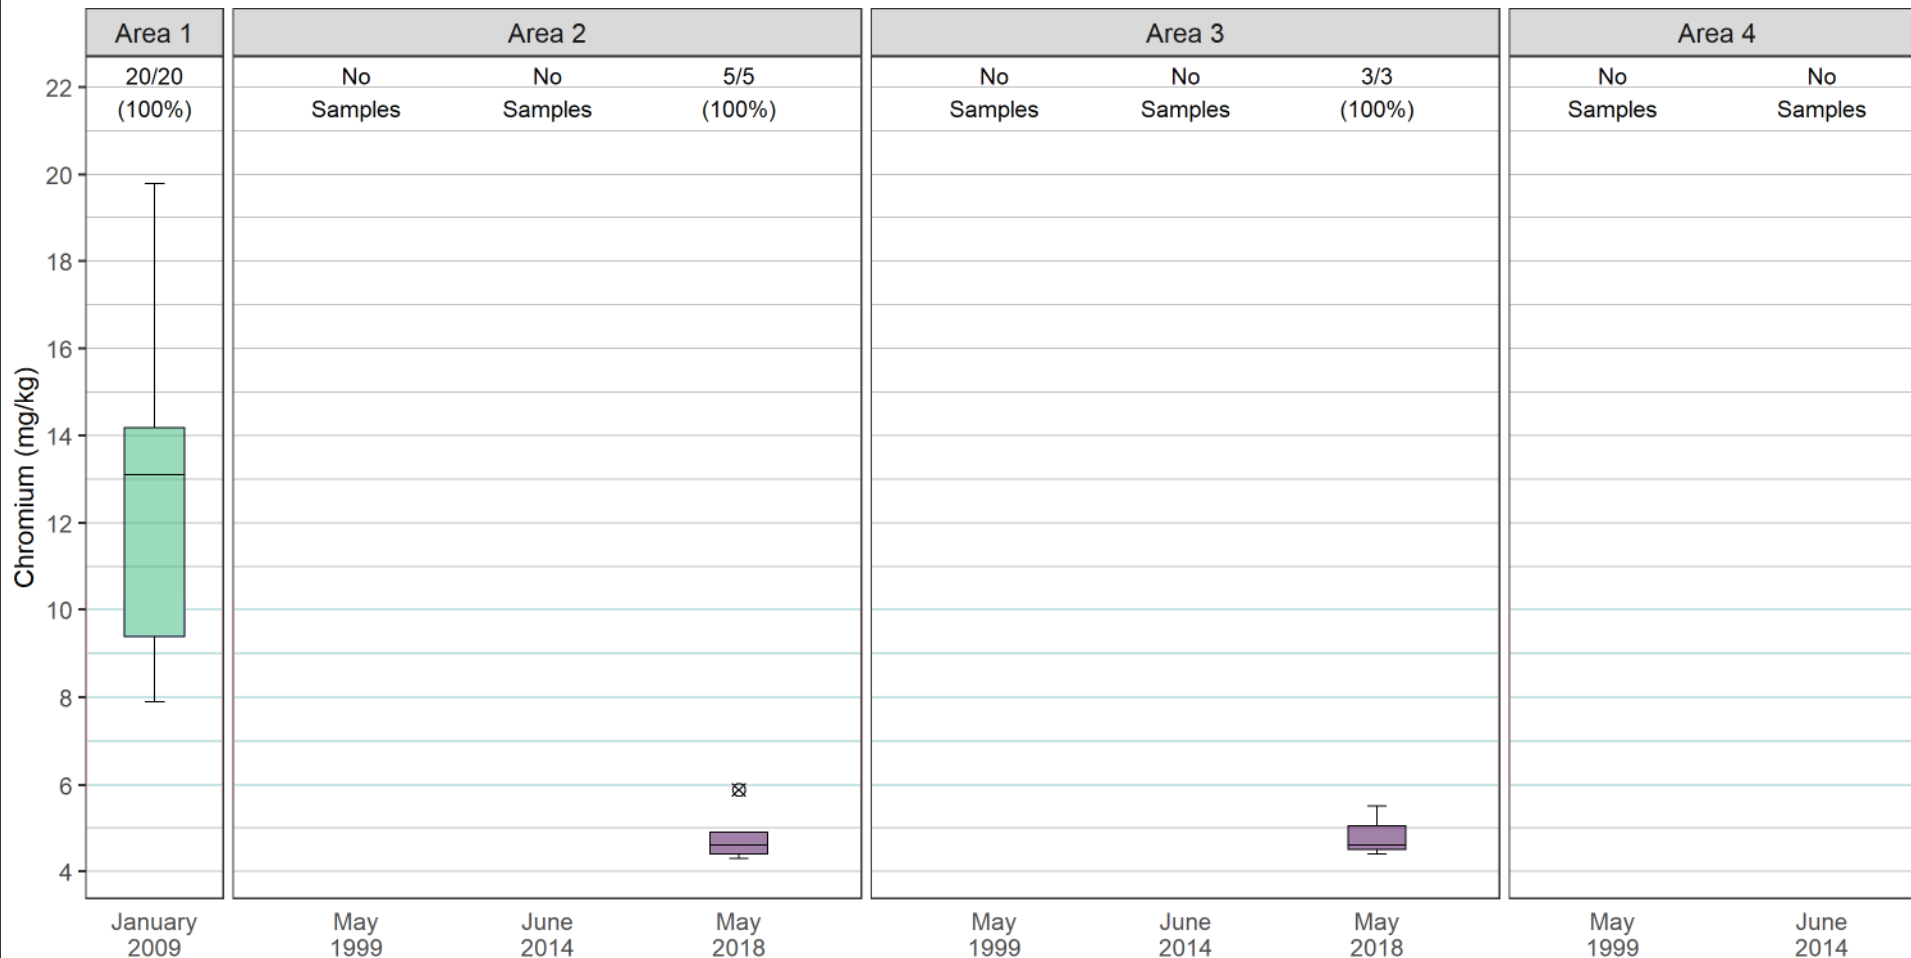 Area 1
Area 2
Area 3
Area 4
20/20
(100%)
No
Samples
No
Samples
5/5
(100%)
No
Samples
No
Samples
3/3
(100%)
No
Samples
No
Samples
Chromium (mg/kg)
22
20
18
16
14
12
10
8
6
4
January
2009
May
1999
June
2014
May
2018
May
1999
June
2014
May
2018
May
1999
June
2014